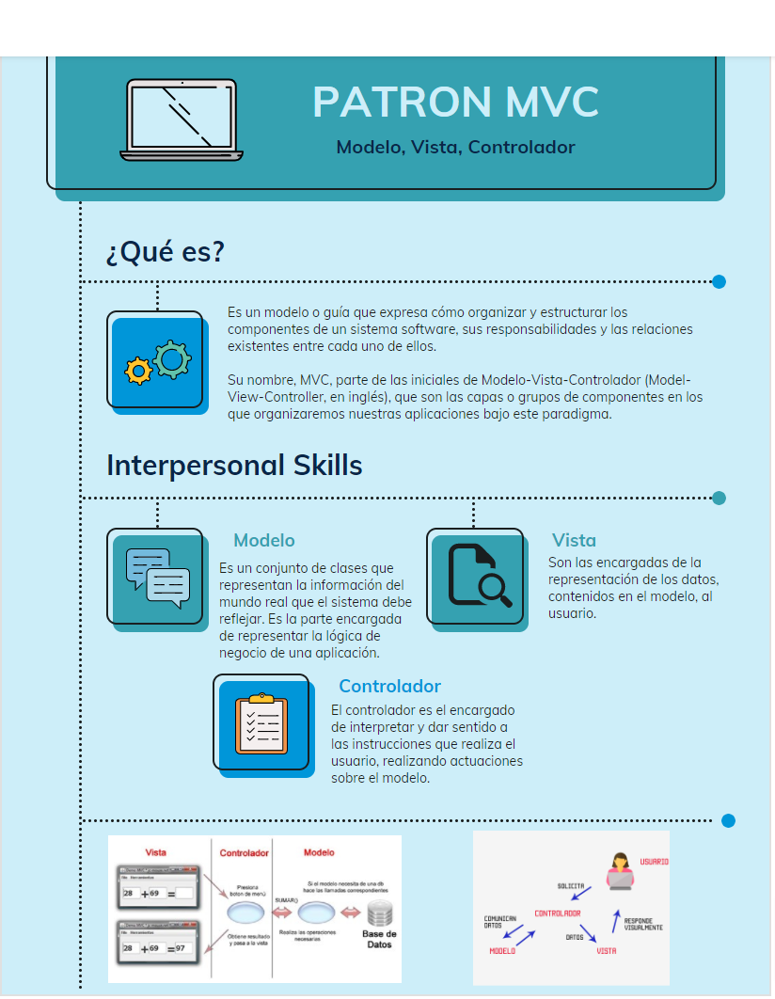 PATRON MVC
Modelo, Vista, Controlador
¿Qué es?
Es un modelo o guía que expresa cómo organizar y estructurar los
componentes de un sistema software, sus responsabilidades y las relaciones
existentes entre cada uno de ellos.
Su nombre, MVC, parte de las iniciales de Modelo-Vista-Controlador (Model-
View-Controller, en inglés), que son las capas o grupos de componentes en los
que organizaremos nuestras aplicaciones bajo este paradigma.
Interpersonal Skills
Modelo
Es un conjunto de clases que
representan la información del
mundo real que el sistema debe
reflejar. Es la parte encargada
de representar la lógica de
negocio de una aplicación.
Vista
Son las encargadas de la
representación de los datos,
contenidos en el modelo, al
usuario.
Controlador
El controlador es el encargado
de interpretar y dar sentido a
las instrucciones que realiza el
usuario, realizando actuaciones
sobre el modelo.
Vista
Controlador
Modelo
28 + 69 =
Presiona
boton de menú
SUMAR()
Si el modelo necesita de una db
hace las llamadas correspondientes
28 + 69 = 97
Obtiene resultado
y pasa a la vista
Realiza las operaciones
necesarias
Base de
Datos
USUARIO
SOLICITA
CONTROLADOR
COMUNICAN
DATOS
RESPONDE
VISUALMENTE
DATOS
MODELO
VISTA